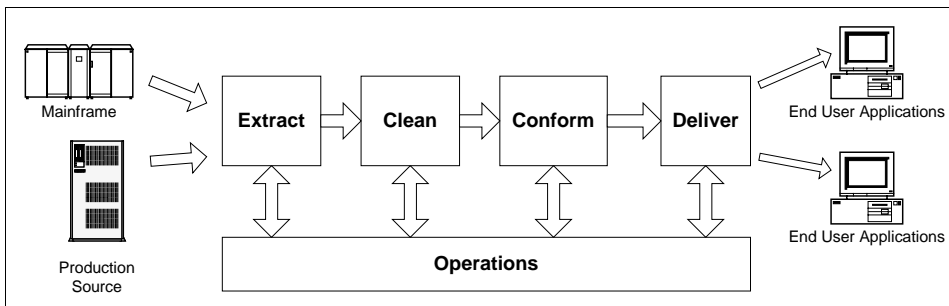 Mainframe
Production
Source
Extract
Clean
Conform
Deliver
Operations
End User Applications
End User Applications